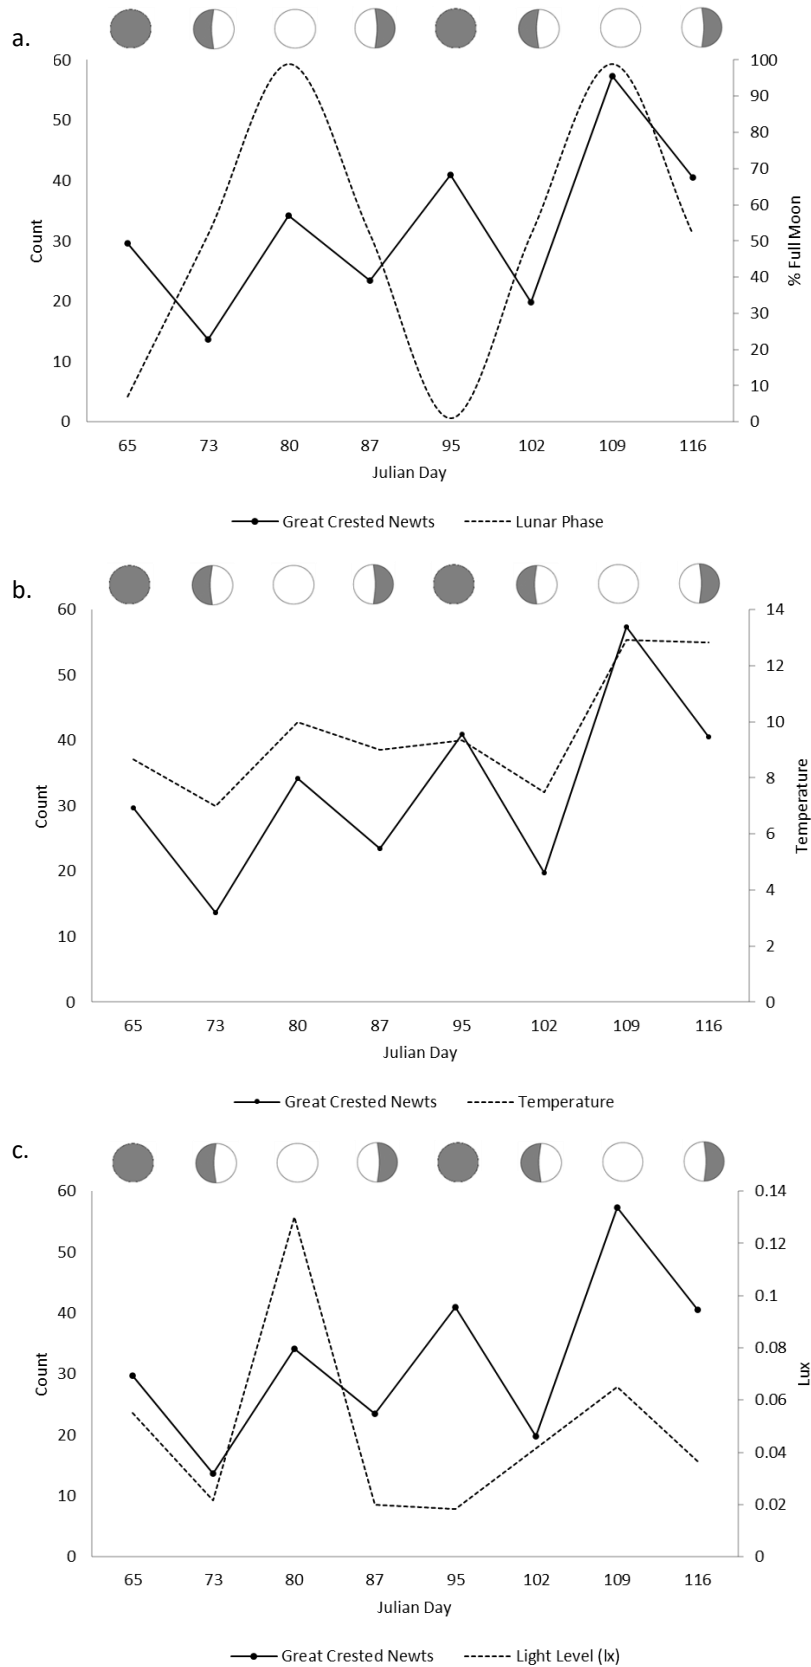 a.
60
50
40
30
20
10
0
Count
100
90
80
70
60
50
40
30
20
10
0
% Full Moon
65 73 80 87 95 102 109 116
Julian Day
Great Crested Newts Lunar Phase
b.
60
50
40
30
20
10
0
Count
14
12
10
8
6
4
2
0
Temperature
65 73 80 87 95 102 109 116
Julian Day
Great Crested Newts Temperature
c.
60
50
40
30
20
10
0
Count
0.14
0.12
0.1
0.08
0.06
0.04
0.02
0
Lux
65 73 80 87 95 102 109 116
Julian Day
Great Crested Newts Light Level (lx)